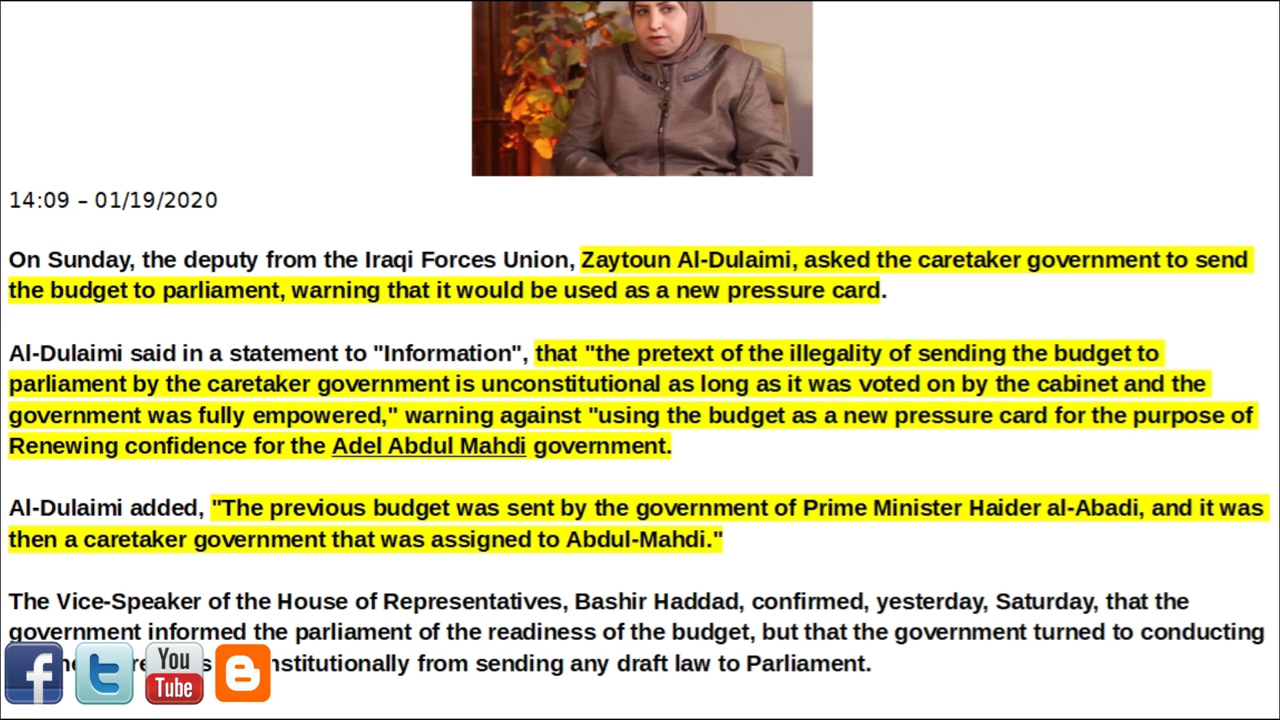 14:09 – 01/19/2020
On Sunday, the deputy from the Iraqi Forces Union, Zaytoun Al-Dulaimi, asked the caretaker government to send
the budget to parliament, warning that it would be used as a new pressure card.
Al-Dulaimi said in a statement to "Information", that "the pretext of the illegality of sending the budget to
parliament by the caretaker government is unconstitutional as long as it was voted on by the cabinet and the
government was fully empowered," warning against "using the budget as a new pressure card for the purpose of
Renewing confidence for the Adel Abdul Mahdi government.
Al-Dulaimi added, "The previous budget was sent by the government of Prime Minister Haider al-Abadi, and it was
then a caretaker government that was assigned to Abdul-Mahdi."
The Vice-Speaker of the House of Representatives, Bashir Haddad, confirmed, yesterday, Saturday, that the
government informed the parliament of the readiness of the budget, but that the government turned to conducting
from sending any draft law to Parliament.
You
Tube